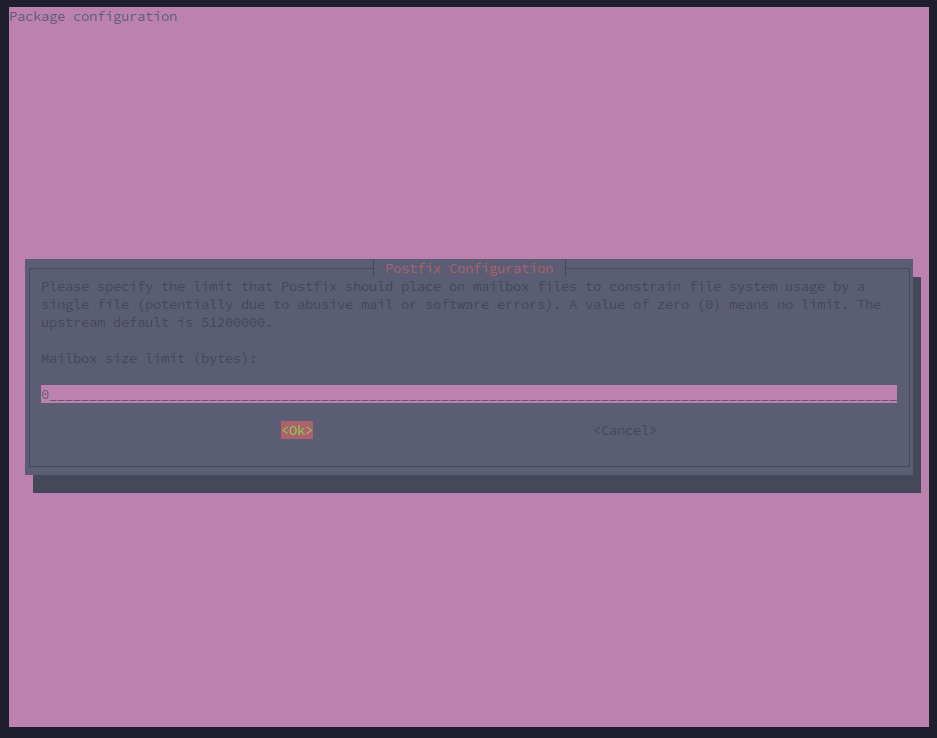 Package configuration
Postfix Configuration
Please specify the limit that Postfix should place on mailbox files to constrain file system usage by a
single file (potentially due to abusive mail or software errors). A value of zero (0) means no limit. The
upstream default is 51200000.
Mailbox size limit (bytes):
0
<Ok> <Cancel>